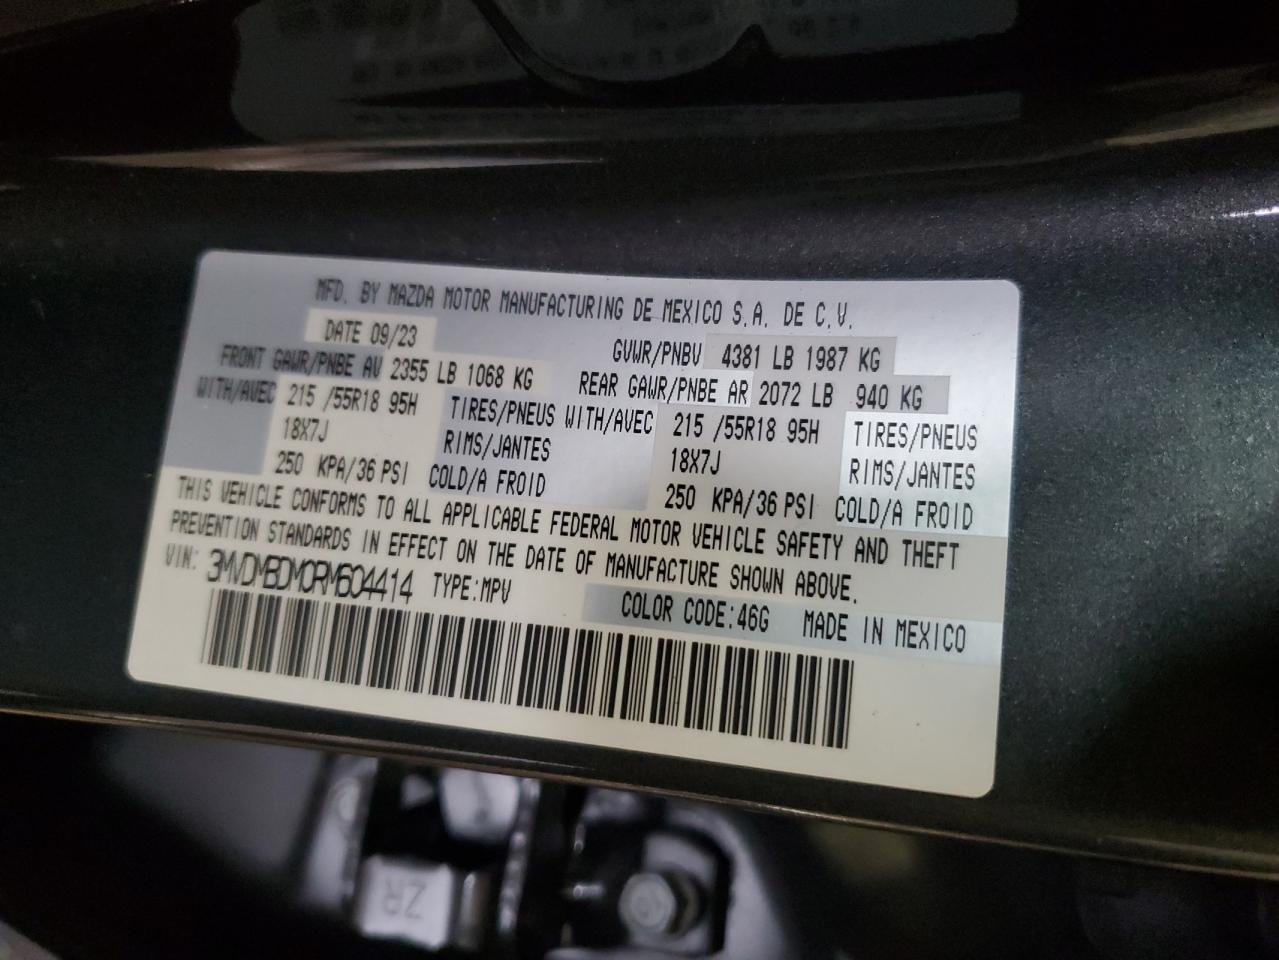 MFD. BY MAZDA MOTOR MANUFACTURING DE MEXICO S.A. DE C.V.
DATE 09/23 GVWR/PNBV 4381 LB 1987 KG
FRONT GAWR/PNBE AV 2355 LB 1068 KG REAR GAWR/PNBE AR 2072 LB 940 KG
WITH/AVEC 215 /55R18 95H TIRES/PNEUS WITH/AVEC 215 /55R18 95H TIRES/PNEUS
18X7J RIMS/JANTES 18X7J RIMS/JANTES
250 KPA/36 PSI COLD/A FROID 250 KPA/36 PSI COLD/A FROID
THIS VEHICLE CONFORMS TO ALL APPLICABLE FEDERAL MOTOR VEHICLE SAFETY AND THEFT
PREVENTION STANDARDS IN EFFECT ON THE DATE OF MANUFACTURE SHOWN ABOVE.
VIN: 3MVDMBDM0RM604414 TYPE:MPV COLOR CODE:46G MADE IN MEXICO
ZR